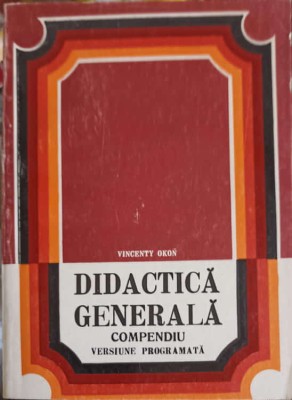 VINCENTY OKOŃ
DIDACTICĂ
GENERALĂ
COMPENDIU
VERSIUNE PROGRAMATĂ